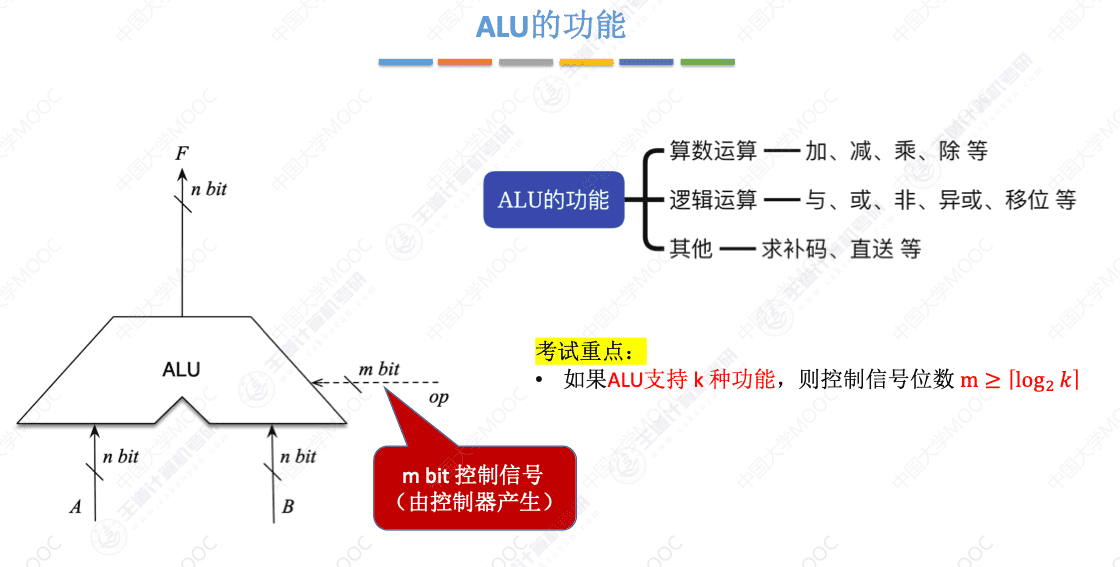 ALU的功能
F
n bit
ALU
m bit
op
n bit
n bit
A
B
m bit 控制信号
（由控制器产生）
ALU的功能
算数运算
加、减、乘、除 等
逻辑运算
与、或、非、异或、移位 等
其他
求补码、直送 等
考试重点：
• 如果ALU支持 k 种功能，则控制信号位数 m ≥ ⌈log₂ k⌉
中国大学MOOC
王道计算机考研